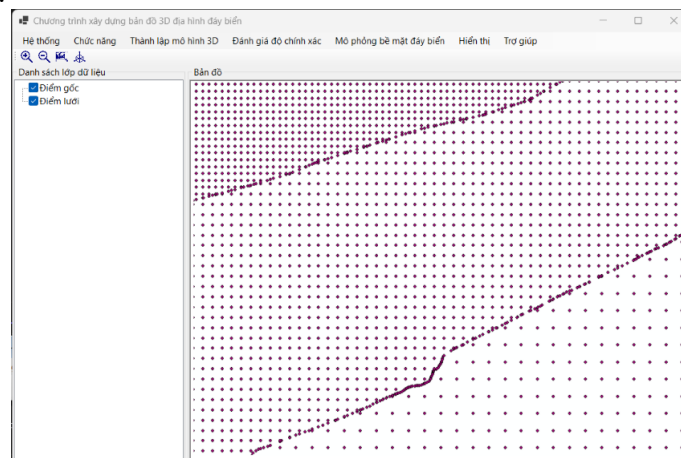 Chương trình xây dựng bản đồ 3D địa hình đáy biển
Hệ thống Chức năng Thành lập mô hình 3D Đánh giá độ chính xác Mô phỏng bề mặt đáy biển Hiển thị Trợ giúp
Danh sách lớp dữ liệu
Bản đồ
Điểm gốc
Điểm lưới